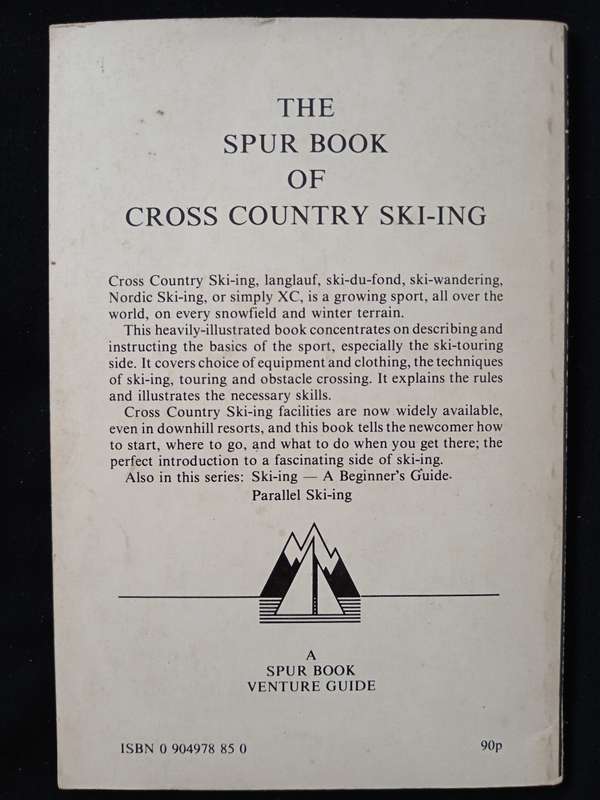 THE
SPUR BOOK
OF
CROSS COUNTRY SKI-ING
Cross Country Ski-ing, langlauf, ski-du-fond, ski-wandering,
Nordic Ski-ing, or simply XC, is a growing sport, all over the
world, on every snowfield and winter terrain.
This heavily-illustrated book concentrates on describing and
instructing the basics of the sport, especially the ski-touring
side. It covers choice of equipment and clothing, the techniques
of ski-ing, touring and obstacle crossing. It explains the rules
and illustrates the necessary skills.
Cross Country Ski-ing facilities are now widely available,
even in downhill resorts, and this book tells the newcomer how
to start, where to go, and what to do when you get there; the
perfect introduction to a fascinating side of ski-ing.
Also in this series: Ski-ing — A Beginner's Guide.
Parallel Ski-ing
A
SPUR BOOK
VENTURE GUIDE
ISBN 0 904978 85 0
90p